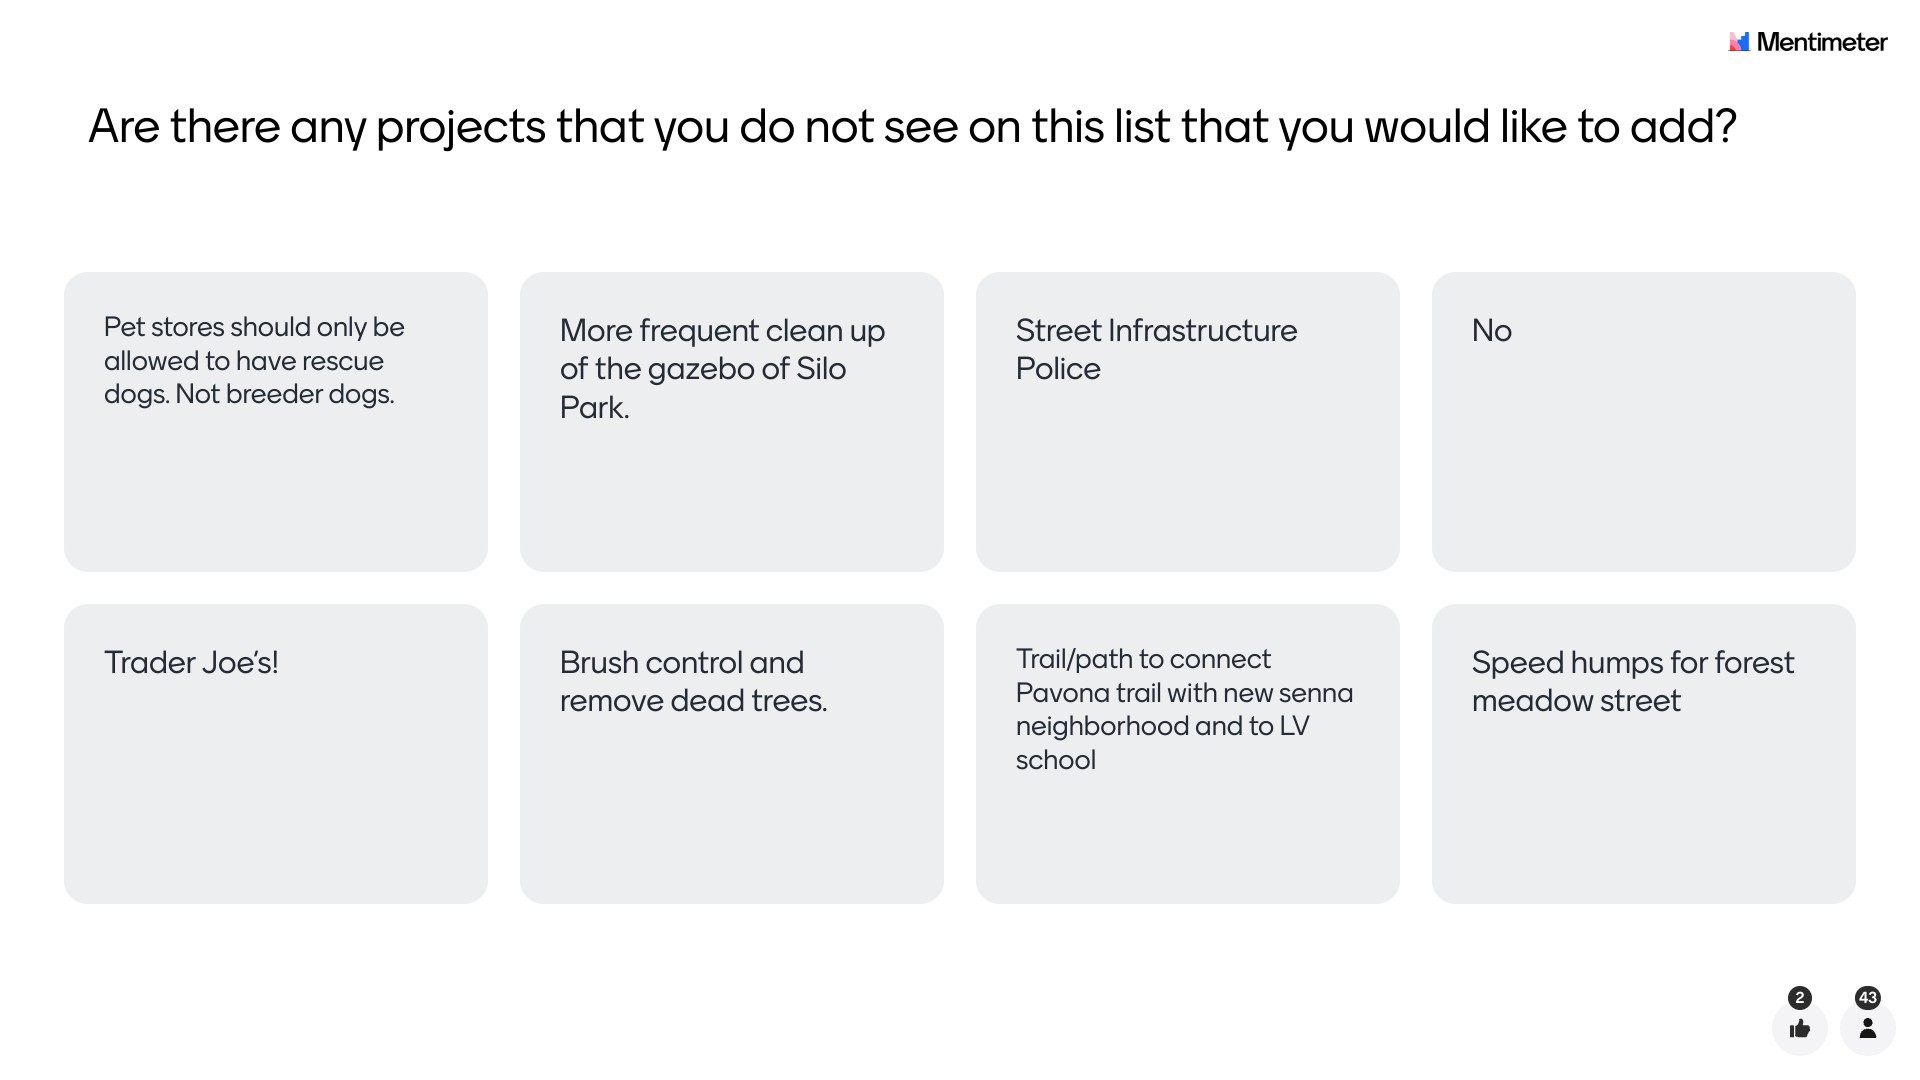 Mentimeter
Are there any projects that you do not see on this list that you would like to add?
Pet stores should only be
allowed to have rescue
dogs. Not breeder dogs.
More frequent clean up
of the gazebo of Silo
Park.
Street Infrastructure
Police
No
Trader Joe's!
Brush control and
remove dead trees.
Trail/path to connect
Pavona trail with new senna
neighborhood and to LV
school
Speed humps for forest
meadow street
2
43